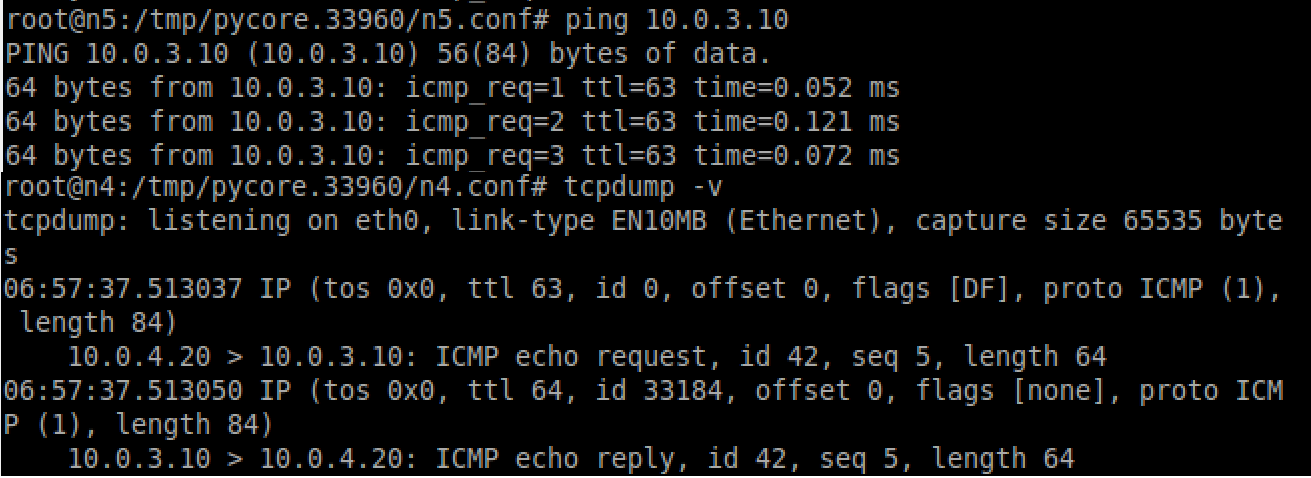 root@n5:/tmp/pycore.33960/n5.conf# ping 10.0.3.10
PING 10.0.3.10 (10.0.3.10) 56(84) bytes of data.
64 bytes from 10.0.3.10: icmp_req=1 ttl=63 time=0.052 ms
64 bytes from 10.0.3.10: icmp_req=2 ttl=63 time=0.121 ms
64 bytes from 10.0.3.10: icmp_req=3 ttl=63 time=0.072 ms
root@n4:/tmp/pycore.33960/n4.conf# tcpdump -v
tcpdump: listening on eth0, link-type EN10MB (Ethernet), capture size 65535 byte
s
06:57:37.513037 IP (tos 0x0, ttl 63, id 0, offset 0, flags [DF], proto ICMP (1),
 length 84)
    10.0.4.20 > 10.0.3.10: ICMP echo request, id 42, seq 5, length 64
06:57:37.513050 IP (tos 0x0, ttl 64, id 33184, offset 0, flags [none], proto ICM
P (1), length 84)
    10.0.3.10 > 10.0.4.20: ICMP echo reply, id 42, seq 5, length 64